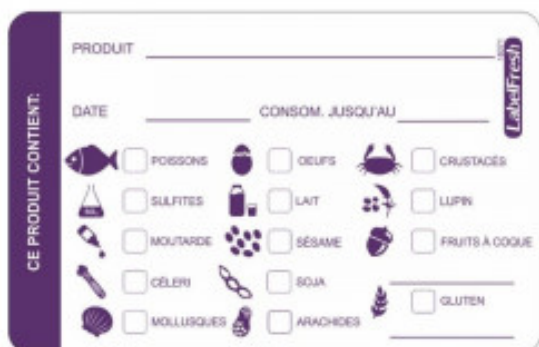 CE PRODUIT CONTIENT:
PRODUIT
LabelFresh
DATE CONSOM. JUSQU'AU
POISSONS OEUFS CRUSTACÉS
SULFITES LAIT LUPIN
MOUTARDE SÉSAME FRUITS À COQUE
CÉLERI SOJA
GLUTEN
MOLLUSQUES ARACHIDES